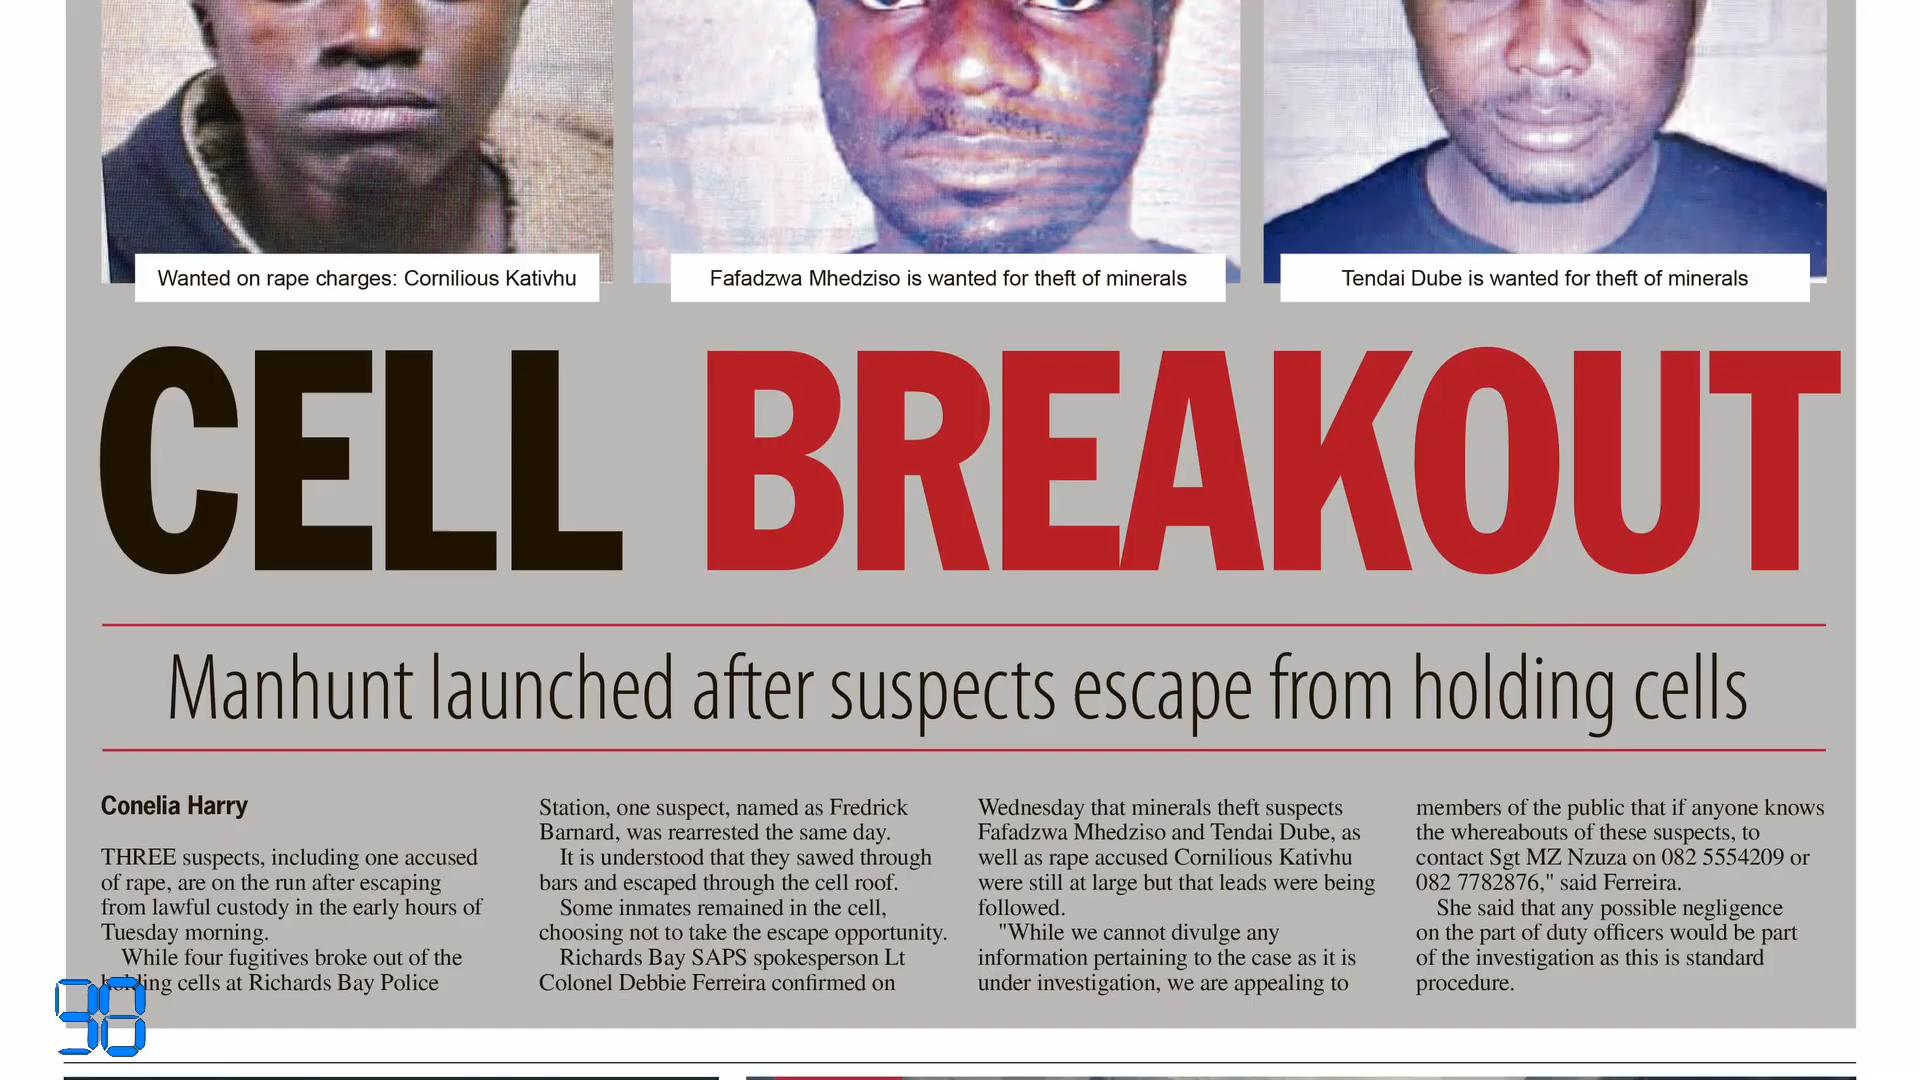 Wanted on rape charges: Cornilious Kativhu
Fafadzwa Mhedziso is wanted for theft of minerals
Tendai Dube is wanted for theft of minerals
CELL BREAKOUT
Manhunt launched after suspects escape from holding cells
Conelia Harry
THREE suspects, including one accused
of rape, are on the run after escaping
from lawful custody in the early hours of
Tuesday morning.
While four fugitives broke out of the
holding cells at Richards Bay Police
Station, one suspect, named as Fredrick
Barnard, was rearrested the same day.
It is understood that they sawed through
bars and escaped through the cell roof.
Some inmates remained in the cell,
choosing not to take the escape opportunity.
Richards Bay SAPS spokesperson Lt
Colonel Debbie Ferreira confirmed on
Wednesday that minerals theft suspects
Fafadzwa Mhedziso and Tendai Dube, as
well as rape accused Cornilious Kativhu
were still at large but that leads were being
followed.
"While we cannot divulge any
information pertaining to the case as it is
under investigation, we are appealing to
members of the public that if anyone knows
the whereabouts of these suspects, to
contact Sgt MZ Nzuza on 082 5554209 or
082 7782876," said Ferreira.
She said that any possible negligence
on the part of duty officers would be part
of the investigation as this is standard
procedure.
90